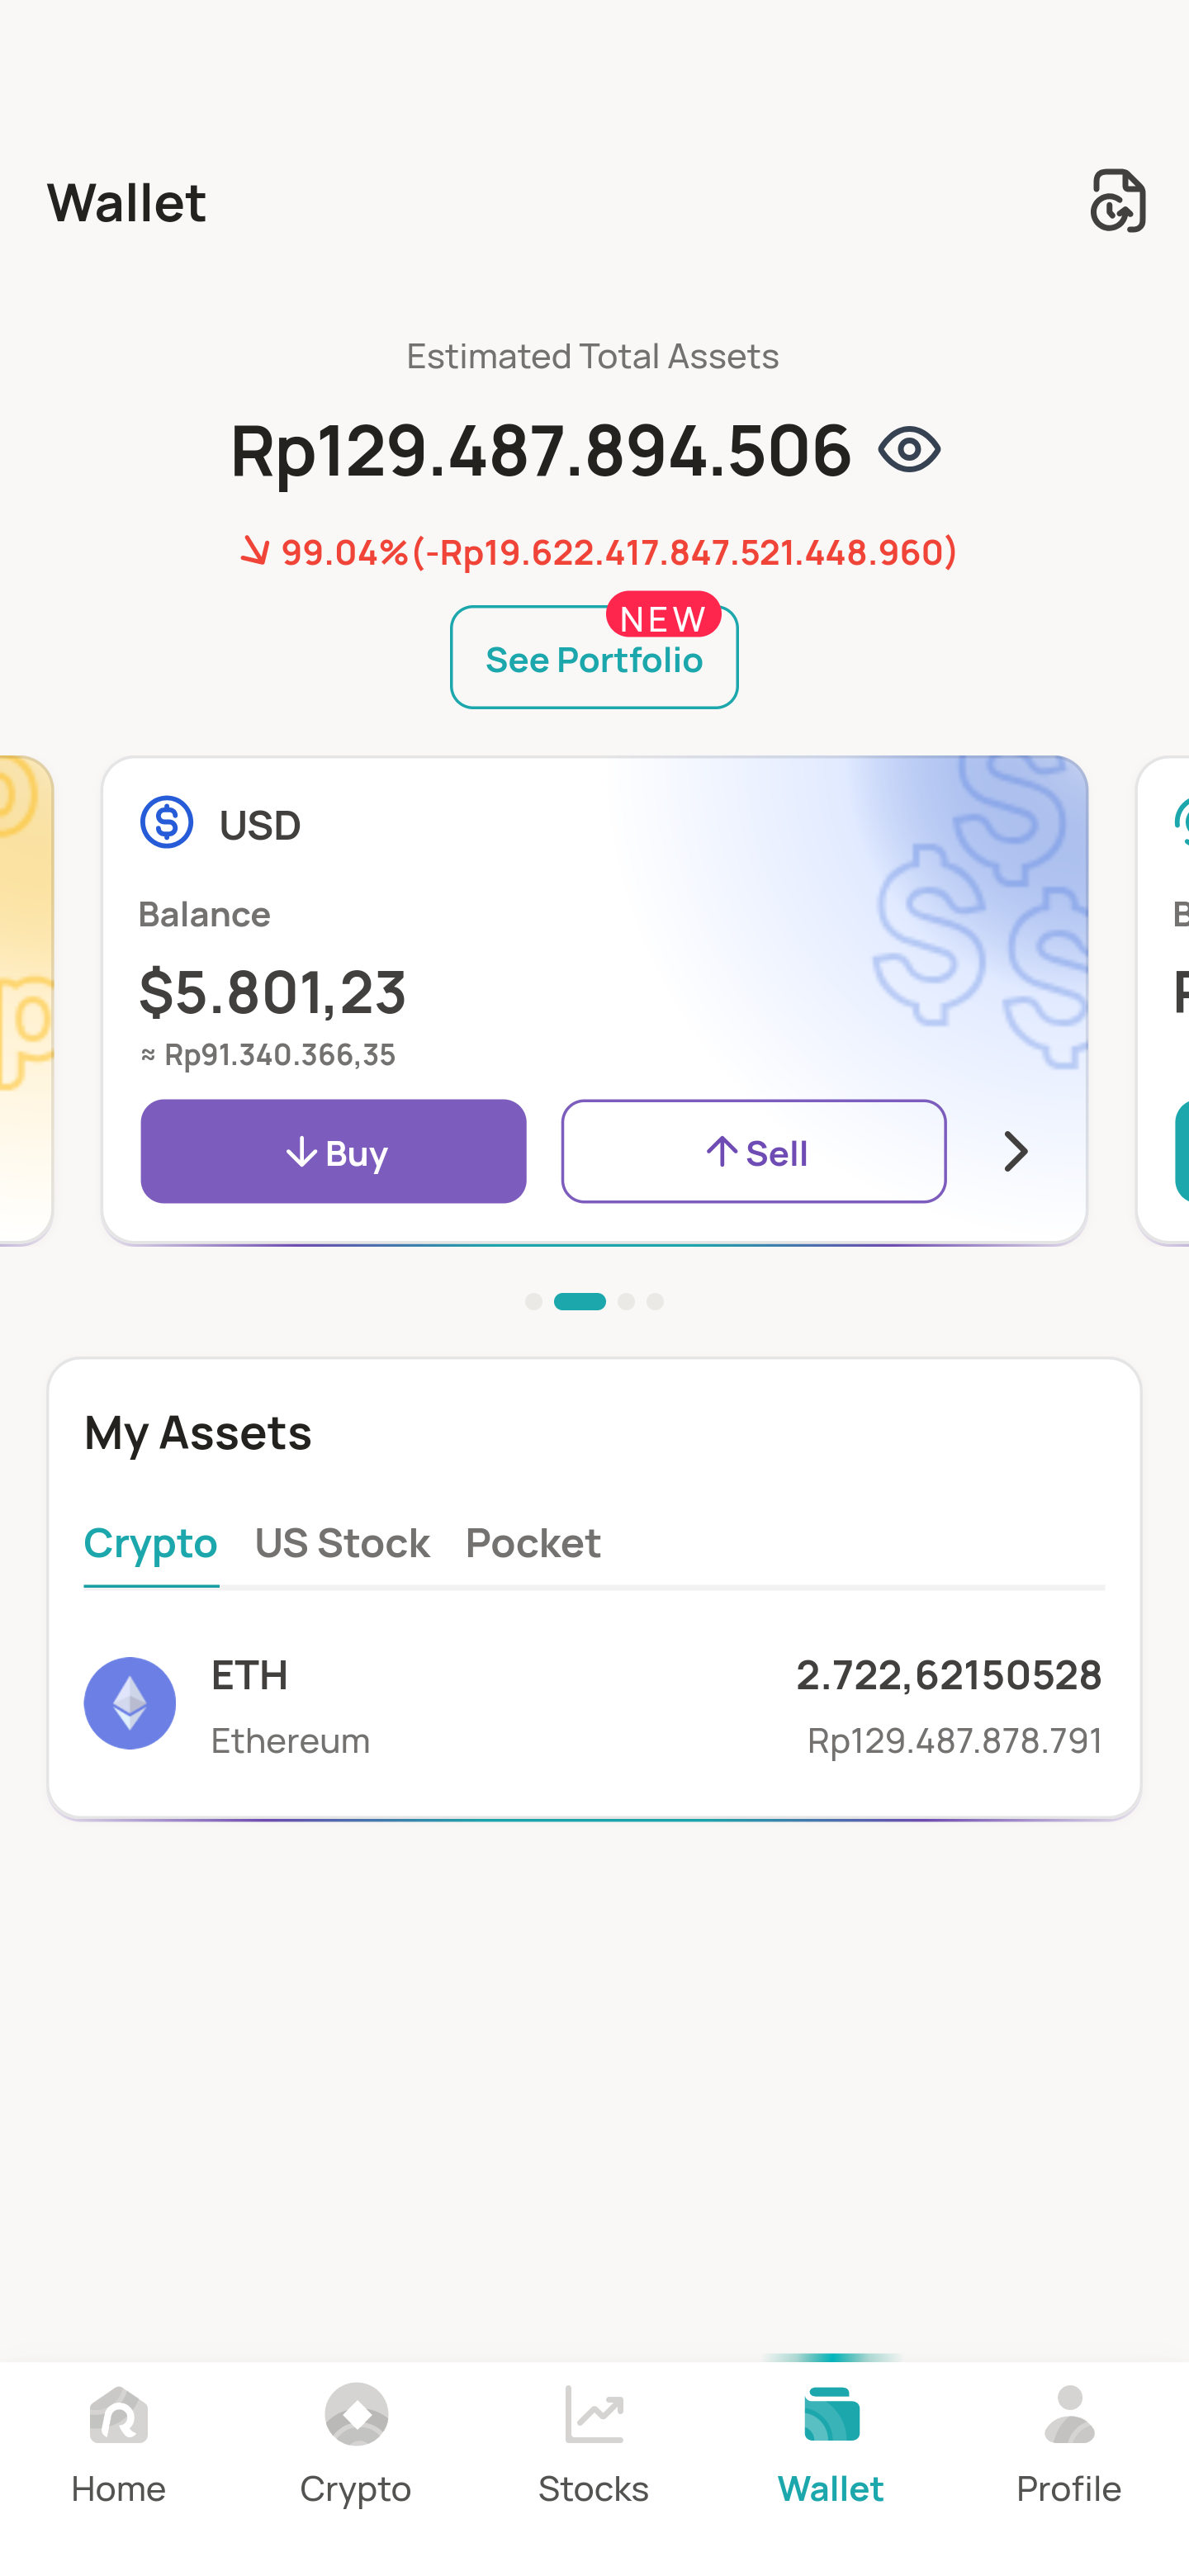 Wallet
Estimated Total Assets
Rp129.487.894.506
99.04%(-Rp19.622.417.847.521.448.960)
NEW
See Portfolio
USD
Balance
$5.801,23
≈ Rp91.340.366,35
Buy
Sell
My Assets
Crypto US Stock Pocket
ETH 2.722,62150528
Ethereum Rp129.487.878.791
Home Crypto Stocks Wallet Profile